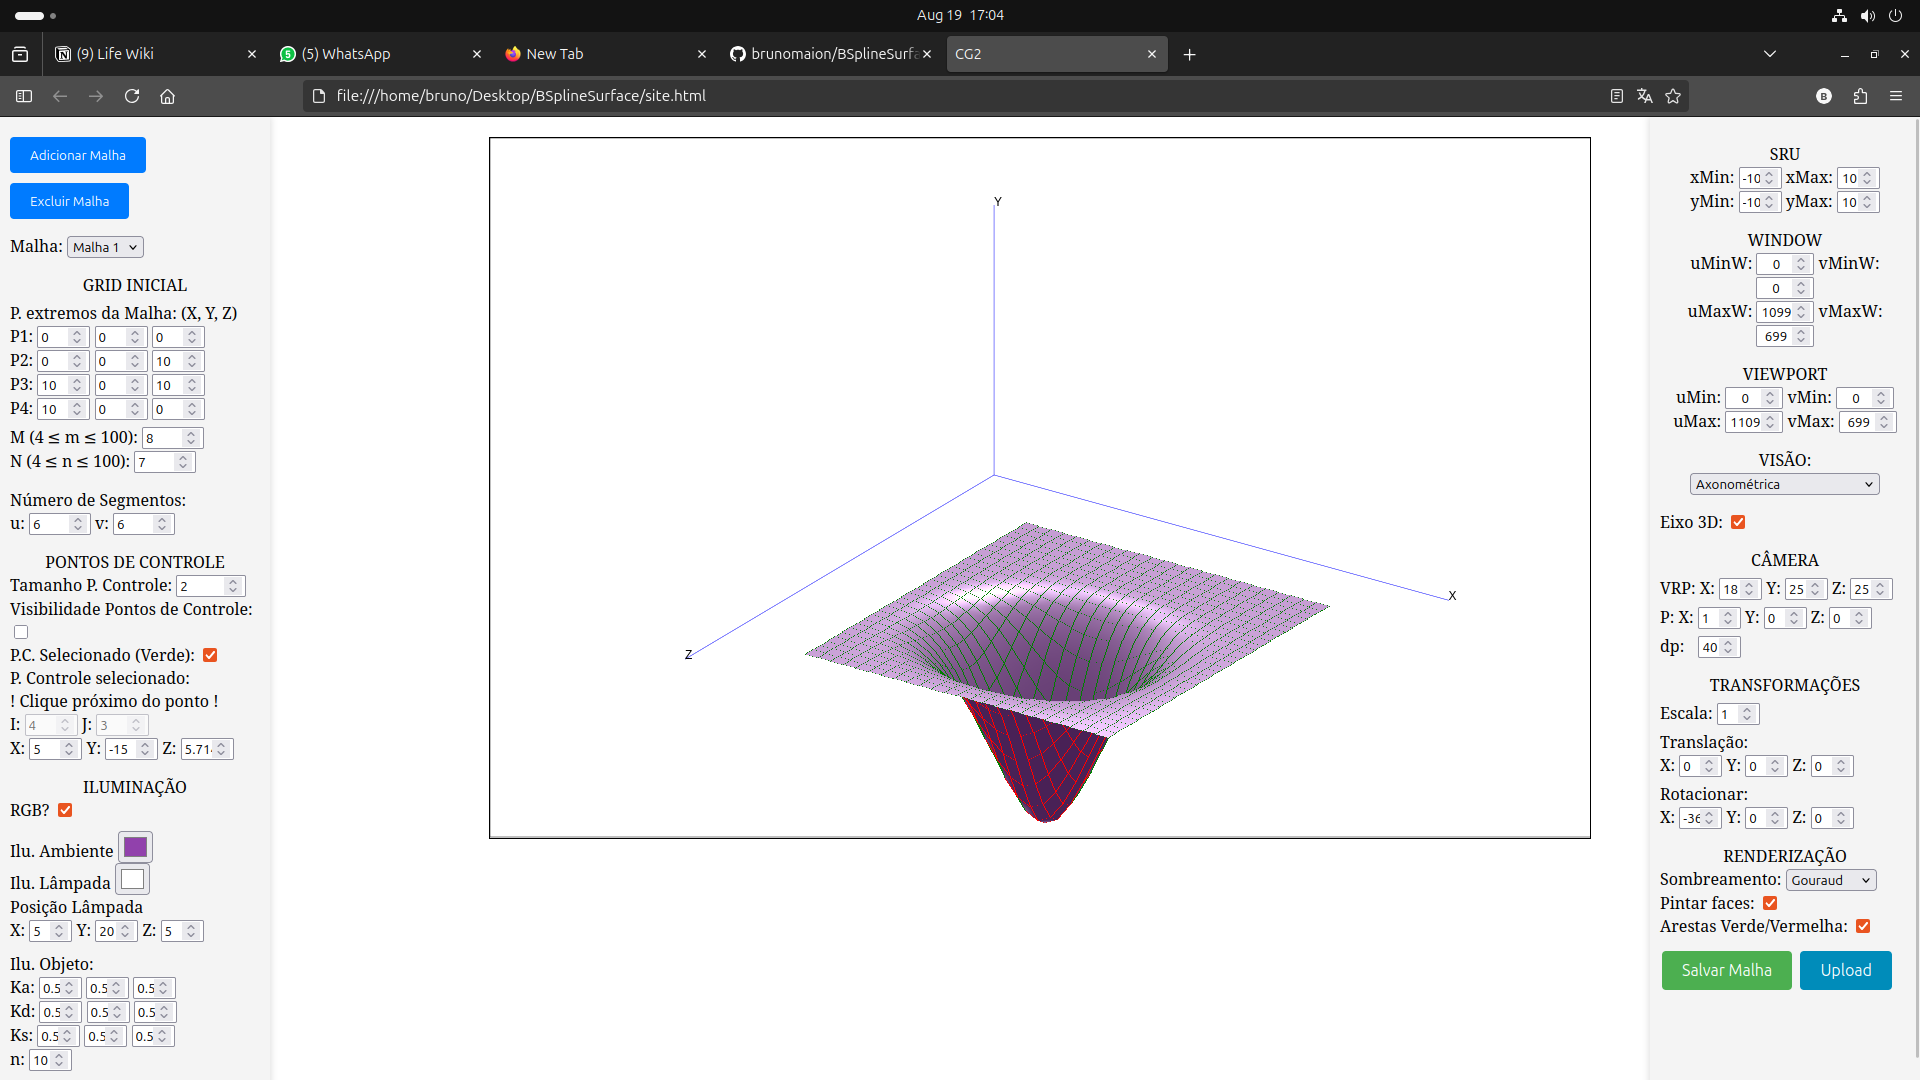 Aug 19 17:04
(9) Life Wiki
(5) WhatsApp
New Tab
brunomaion/BSplineSurfa
CG2
file:///home/bruno/Desktop/BSplineSurface/site.html
B
Adicionar Malha
Excluir Malha
Malha: Malha 1
GRID INICIAL
P. extremos da Malha: (X, Y, Z)
P1: 0 0 0
P2: 0 0 10
P3: 10 0 10
P4: 10 0 0
M (4 ≤ m ≤ 100): 8
N (4 ≤ n ≤ 100): 7
Número de Segmentos:
u: 6 v: 6
PONTOS DE CONTROLE
Tamanho P. Controle: 2
Visibilidade Pontos de Controle:
P.C. Selecionado (Verde):
P. Controle selecionado:
! Clique próximo do ponto !
I: 4 J: 3
X: 5 Y: -15 Z: 5.71
ILUMINAÇÃO
RGB?
Ilu. Ambiente
Ilu. Lâmpada
Posição Lâmpada
X: 5 Y: 20 Z: 5
Ilu. Objeto:
Ka: 0.5 0.5 0.5
Kd: 0.5 0.5 0.5
Ks: 0.5 0.5 0.5
n: 10
Y
X
Z
SRU
xMin: -10 xMax: 10
yMin: -10 yMax: 10
WINDOW
uMinW: 0 vMinW:
0
uMaxW: 1099 vMaxW:
699
VIEWPORT
uMin: 0 vMin: 0
uMax: 1109 vMax: 699
VISÃO:
Axonométrica
Eixo 3D:
CÂMERA
VRP: X: 18 Y: 25 Z: 25
P: X: 1 Y: 0 Z: 0
dp: 40
TRANSFORMAÇÕES
Escala: 1
Translação:
X: 0 Y: 0 Z: 0
Rotacionar:
X: -36 Y: 0 Z: 0
RENDERIZAÇÃO
Sombreamento: Gouraud
Pintar faces:
Arestas Verde/Vermelha:
Salvar Malha
Upload